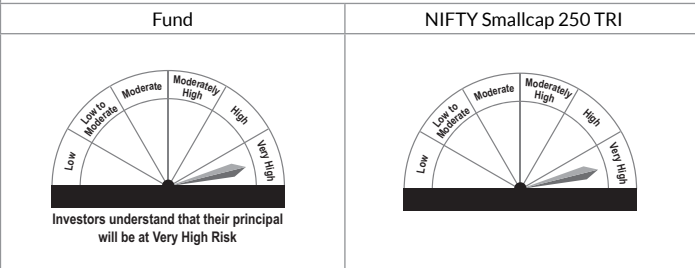 Fund
NIFTY Smallcap 250 TRI
Low
Low to
Moderate
Moderate
Moderately
High
High
Very High
Investors understand that their principal
will be at Very High Risk
Low
Low to
Moderate
Moderate
Moderately
High
High
Very High